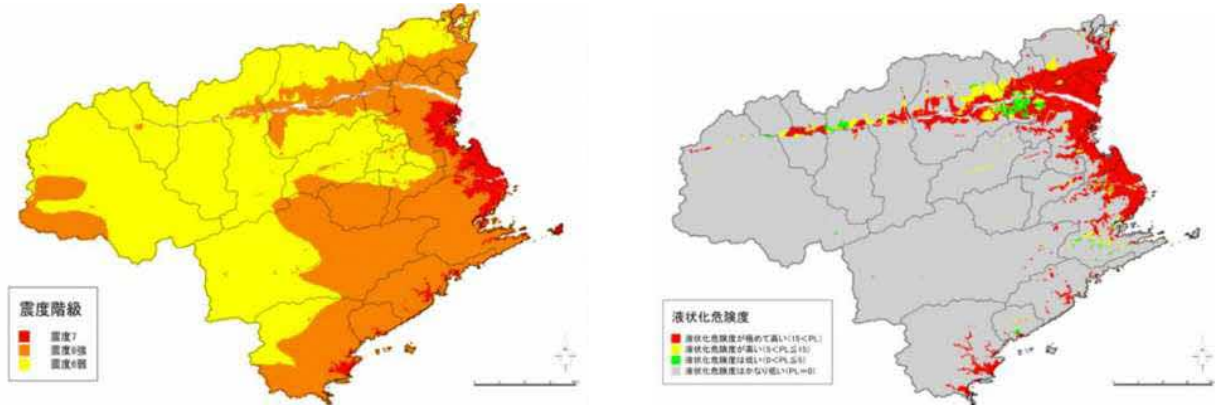 震度階級
震度7
震度6強
震度6弱
液状化危険度
液状化危険度が極めて高い(15<PL)
液状化危険度が高い(5<PL≦15)
液状化危険度は低い(0<PL≦5)
液状化危険度はかなり低い(PL=0)